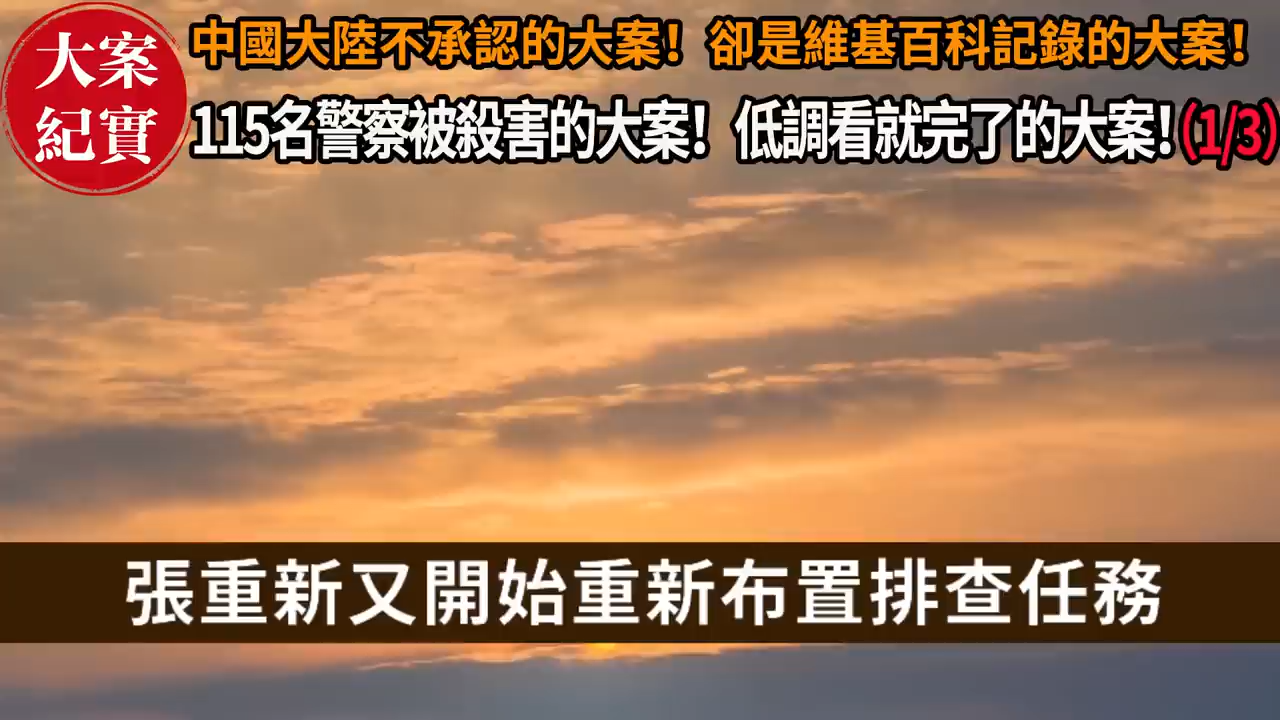 大案
紀實
中國大陸不承認的大案！卻是維基百科記錄的大案！
115名警察被殺害的大案！低調看就完了的大案！(1/3)
張重新又開始重新布置排查任務